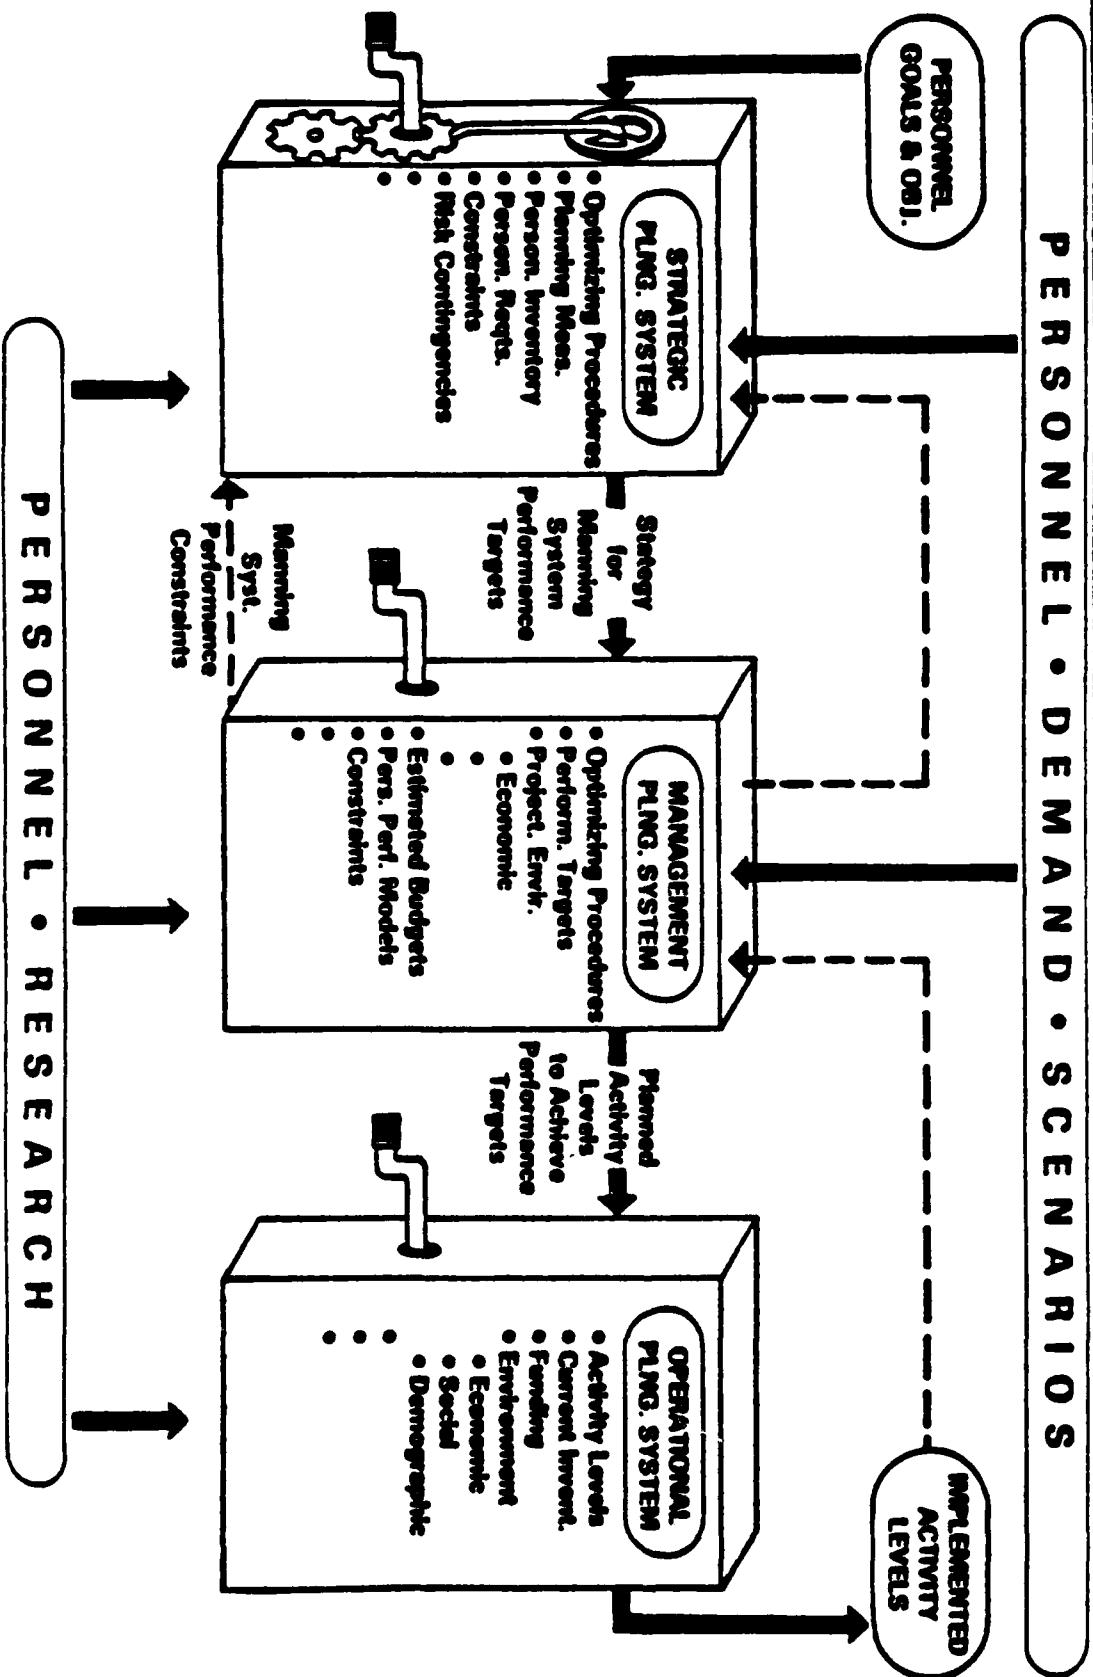 PERSONNEL • DEMAND • SCENARIOS
PERSONNEL
GOALS & OBJ.
IMPLEMENTED
ACTIVITY
LEVELS
STRATEGIC
PLNG. SYSTEM
• Optimizing Procedures
• Planning Mees.
• Person. Inventory
• Person. Reqts.
• Constraints
• Risk Contingencies
•
•
Stategy
for
Manning
System
Performance
Targets
Manning
Syst.
Performance
Constraints
MANAGEMENT
PLNG. SYSTEM
• Optimizing Procedures
• Perform. Targets
• Project. Envir.
• Economic
•
•
• Estimated Budgets
• Pers. Perf. Models
• Constraints
•
•
Planned
Activity
Levels
to Achieve
Performance
Targets
OPERATIONAL
PLNG. SYSTEM
• Activity Levels
• Current Invent.
• Funding
• Environment
• Economic
• Social
• Demographic
•
•
•
PERSONNEL • RESEARCH